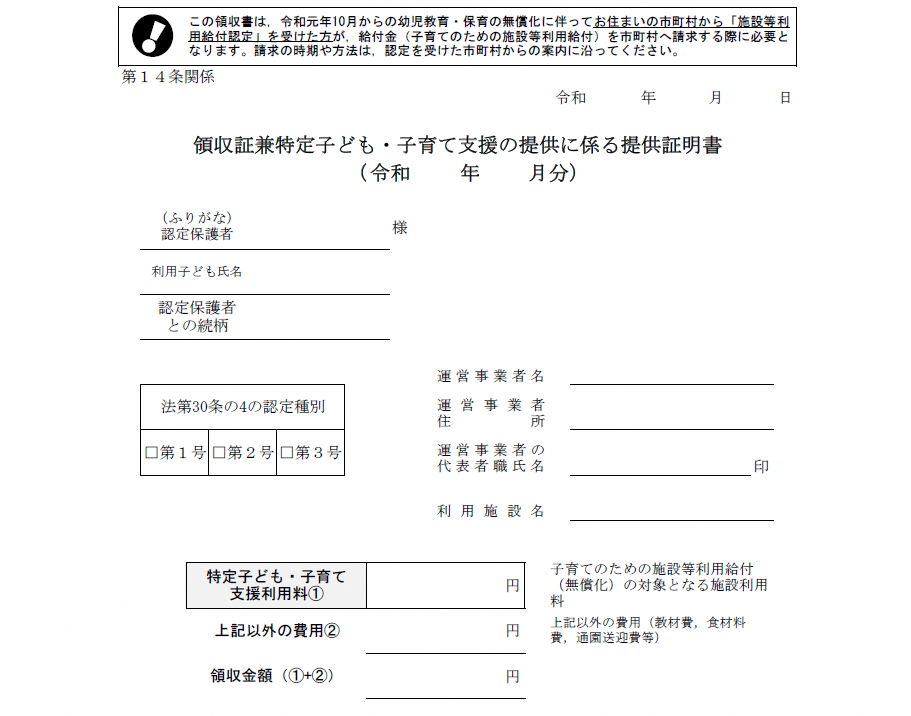 この領収書は，令和元年10月からの幼児教育・保育の無償化に伴ってお住まいの市町村から「施設等利
用給付認定」を受けた方が，給付金（子育てのための施設等利用給付）を市町村へ請求する際に必要と
なります。請求の時期や方法は，認定を受けた市町村からの案内に沿ってください。
第１４条関係
令和　年　月　日
領収証兼特定子ども・子育て支援の提供に係る提供証明書
（令和　年　月分）
（ふりがな）
認定保護者　様
利用子ども氏名
認定保護者
との続柄
運営事業者名
法第30条の4の認定種別
□第１号 □第２号 □第３号
運営事業者
住所
運営事業者の
代表者職氏名　印
利用施設名
特定子ども・子育て
支援利用料①　円
子育てのための施設等利用給付
（無償化）の対象となる施設利用
料
上記以外の費用②　円
上記以外の費用（教材費，食材料
費，通園送迎費等）
領収金額（①+②）　円